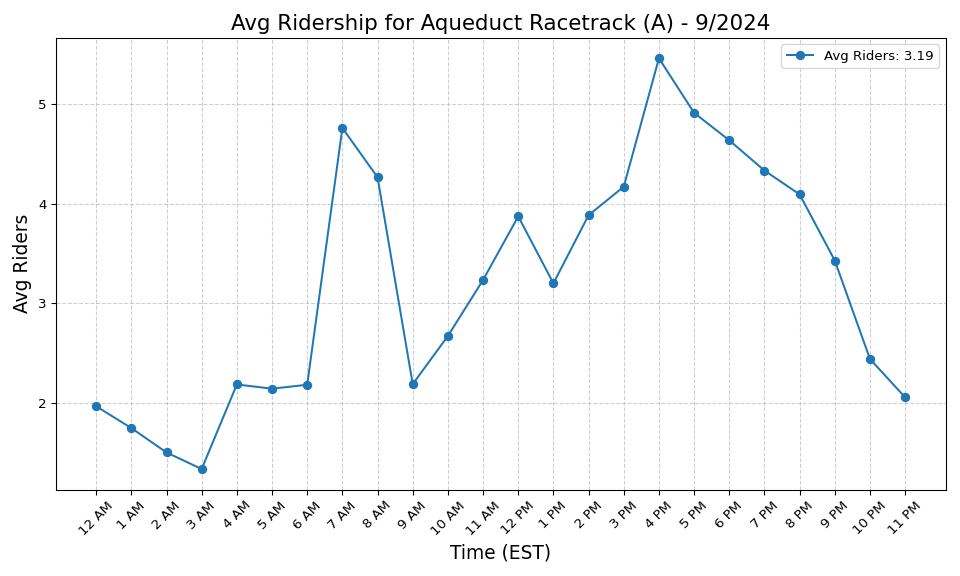 Avg Ridership for Aqueduct Racetrack (A) - 9/2024
Avg Riders: 3.19
Avg Riders
5
4
3
2
12 AM
1 AM
2 AM
3 AM
4 AM
5 AM
6 AM
7 AM
8 AM
9 AM
10 AM
11 AM
12 PM
1 PM
2 PM
3 PM
4 PM
5 PM
6 PM
7 PM
8 PM
9 PM
10 PM
11 PM
Time (EST)